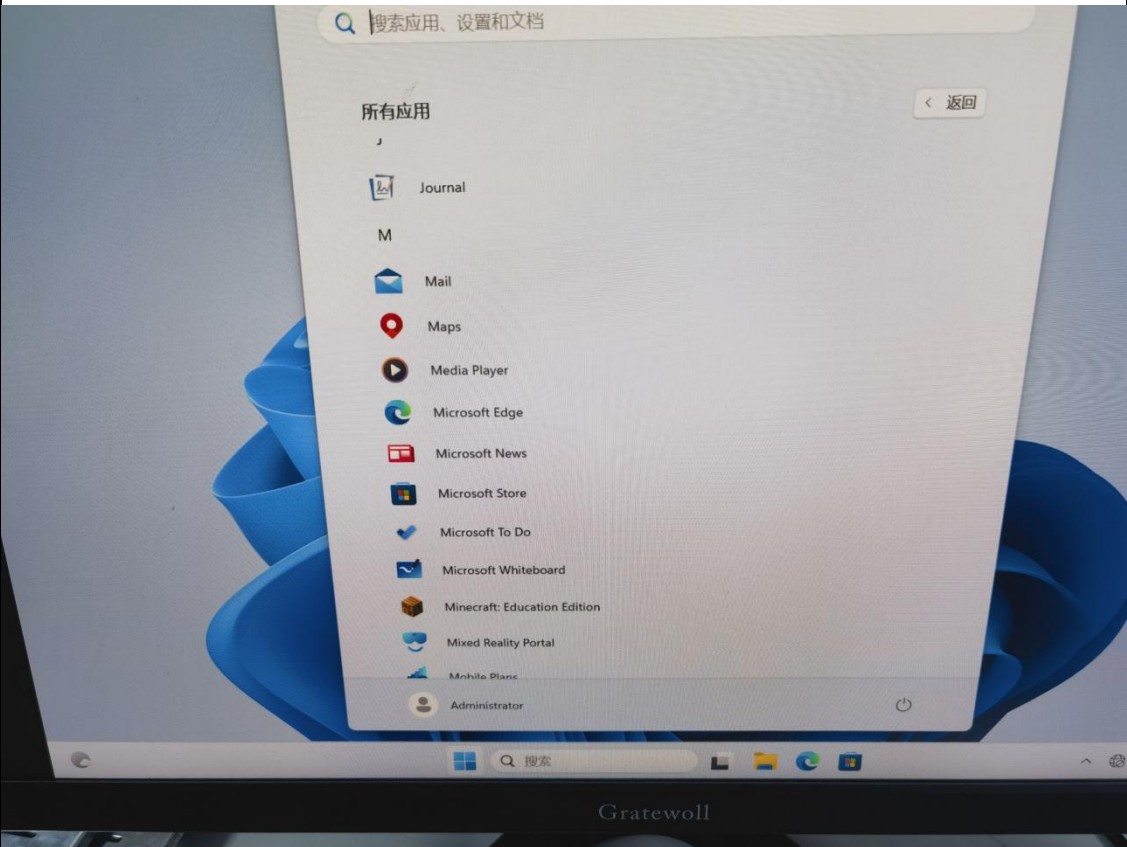 搜索应用、设置和文档
所有应用
返回
J
Journal
M
Mail
Maps
Media Player
Microsoft Edge
Microsoft News
Microsoft Store
Microsoft To Do
Microsoft Whiteboard
Minecraft: Education Edition
Mixed Reality Portal
Mobile Plans
Administrator
搜索
Gratewoll